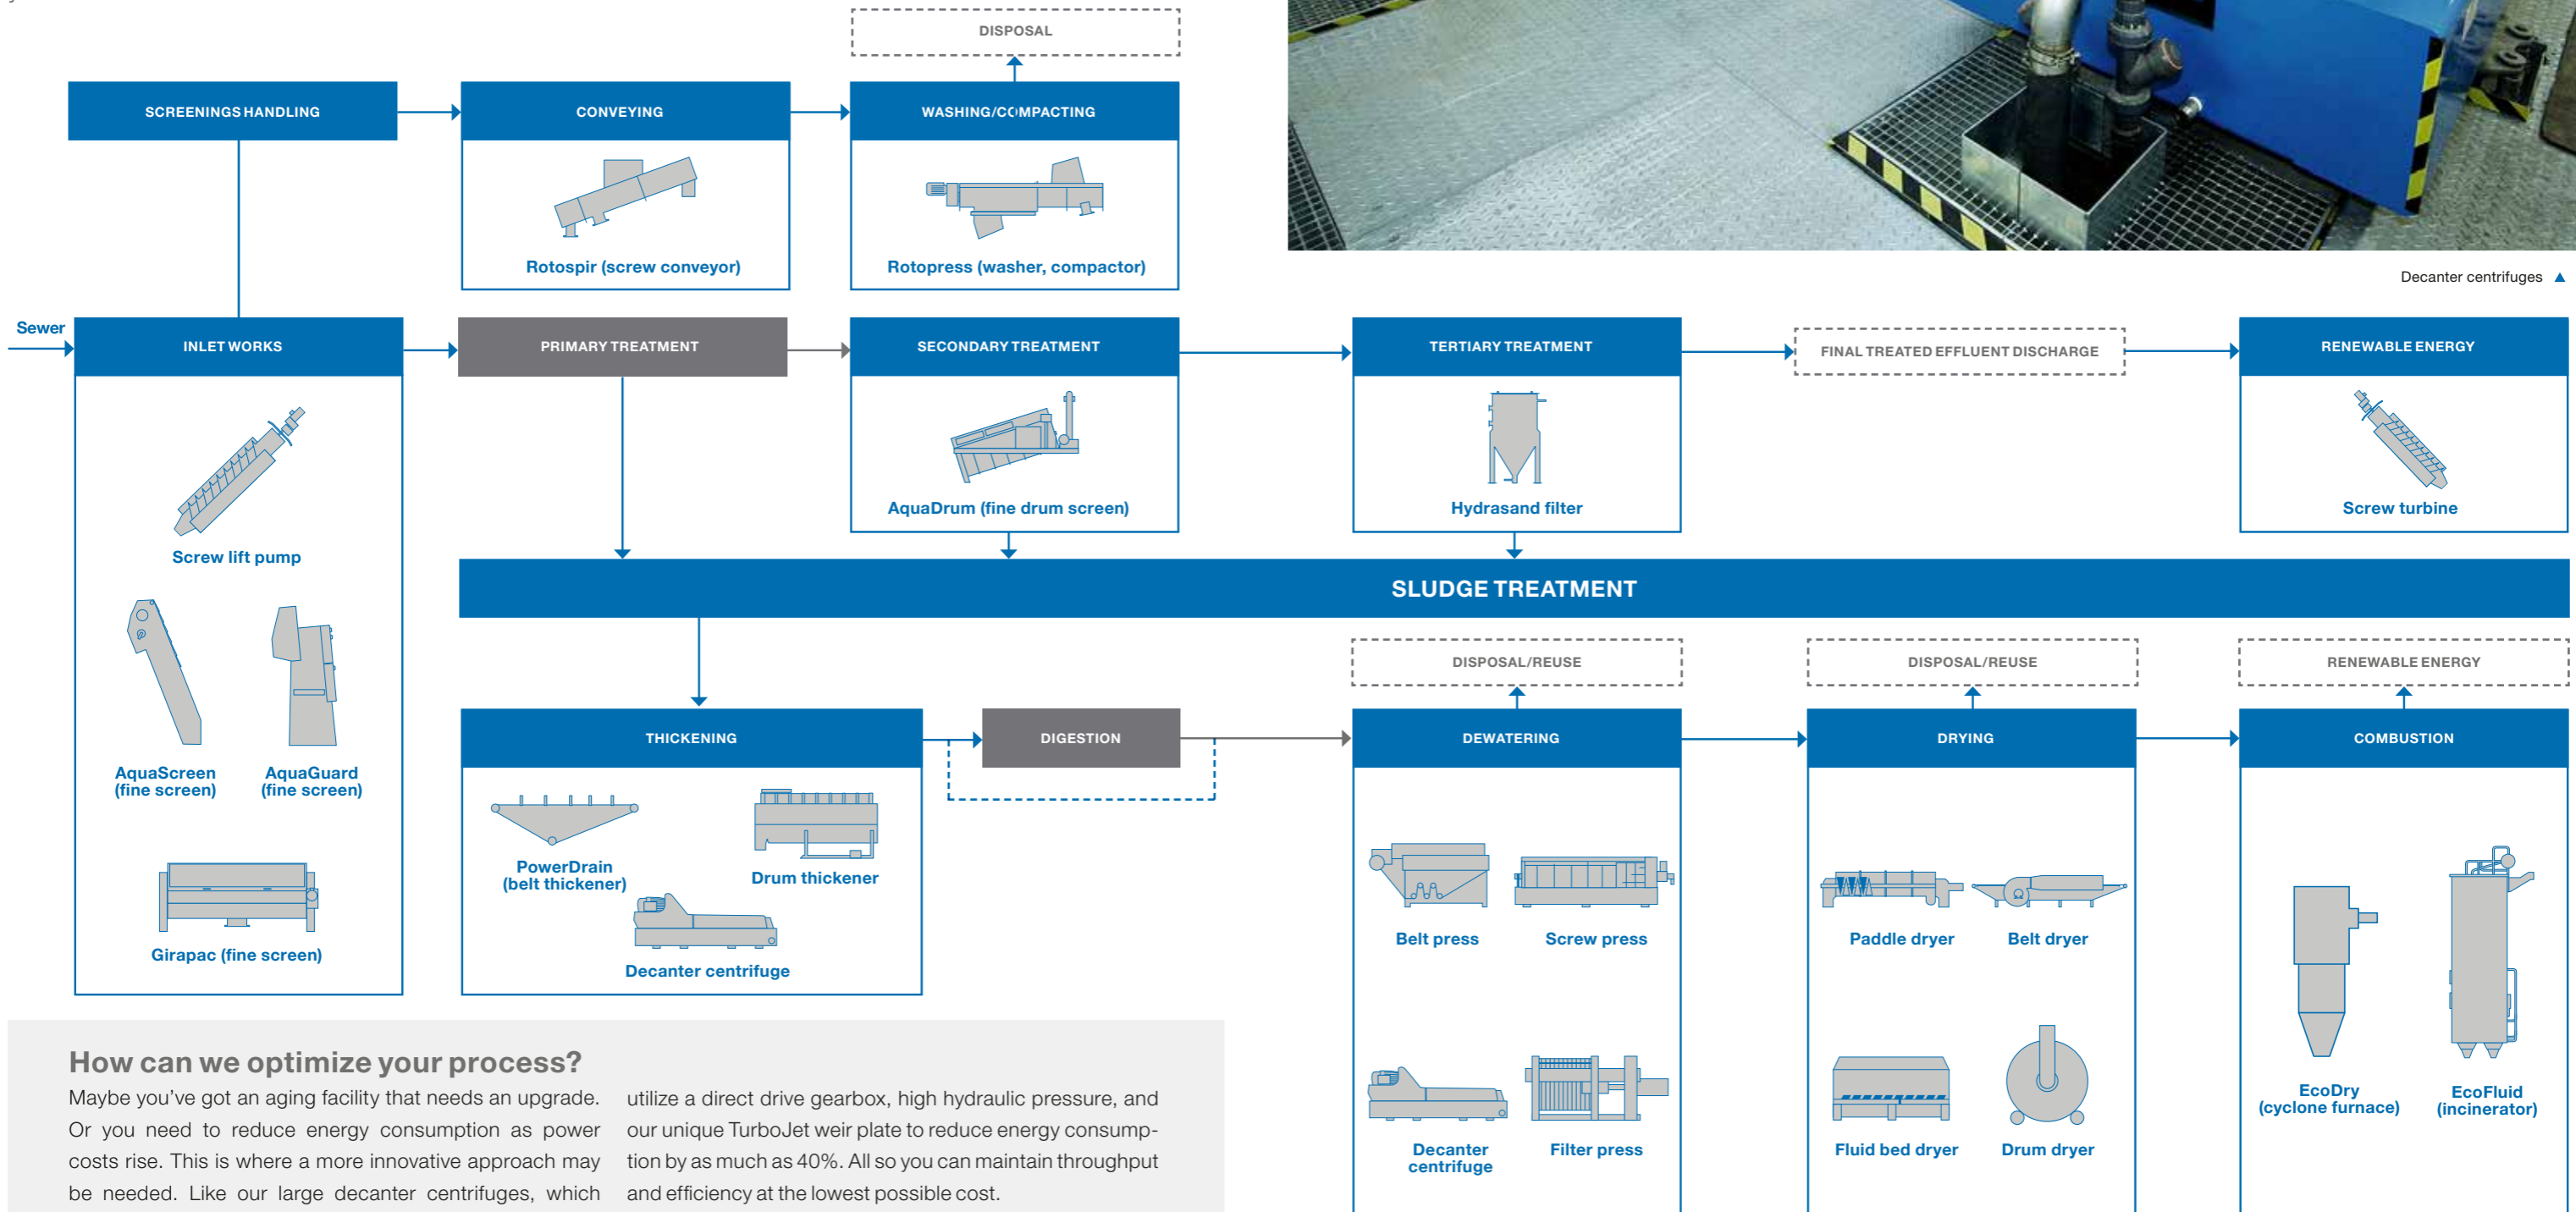 DISPOSAL
SCREENINGS HANDLING
CONVEYING
WASHING/COMPACTING
Rotospir (screw conveyor)
Rotopress (washer, compactor)
Decanter centrifuges ▲
Sewer
INLET WORKS
PRIMARY TREATMENT
SECONDARY TREATMENT
TERTIARY TREATMENT
FINAL TREATED EFFLUENT DISCHARGE
RENEWABLE ENERGY
Screw lift pump
AquaScreen
(fine screen)
AquaGuard
(fine screen)
Girapac (fine screen)
AquaDrum (fine drum screen)
Hydrasand filter
Screw turbine
SLUDGE TREATMENT
DISPOSAL/REUSE
DISPOSAL/REUSE
RENEWABLE ENERGY
THICKENING
DIGESTION
DEWATERING
DRYING
COMBUSTION
PowerDrain
(belt thickener)
Drum thickener
Decanter centrifuge
Belt press
Screw press
Decanter
centrifuge
Filter press
Paddle dryer
Belt dryer
Fluid bed dryer
Drum dryer
EcoDry
(cyclone furnace)
EcoFluid
(incinerator)
How can we optimize your process?
Maybe you've got an aging facility that needs an upgrade.
Or you need to reduce energy consumption as power
costs rise. This is where a more innovative approach may
be needed. Like our large decanter centrifuges, which
utilize a direct drive gearbox, high hydraulic pressure, and
our unique TurboJet weir plate to reduce energy consump-
tion by as much as 40%. All so you can maintain throughput
and efficiency at the lowest possible cost.